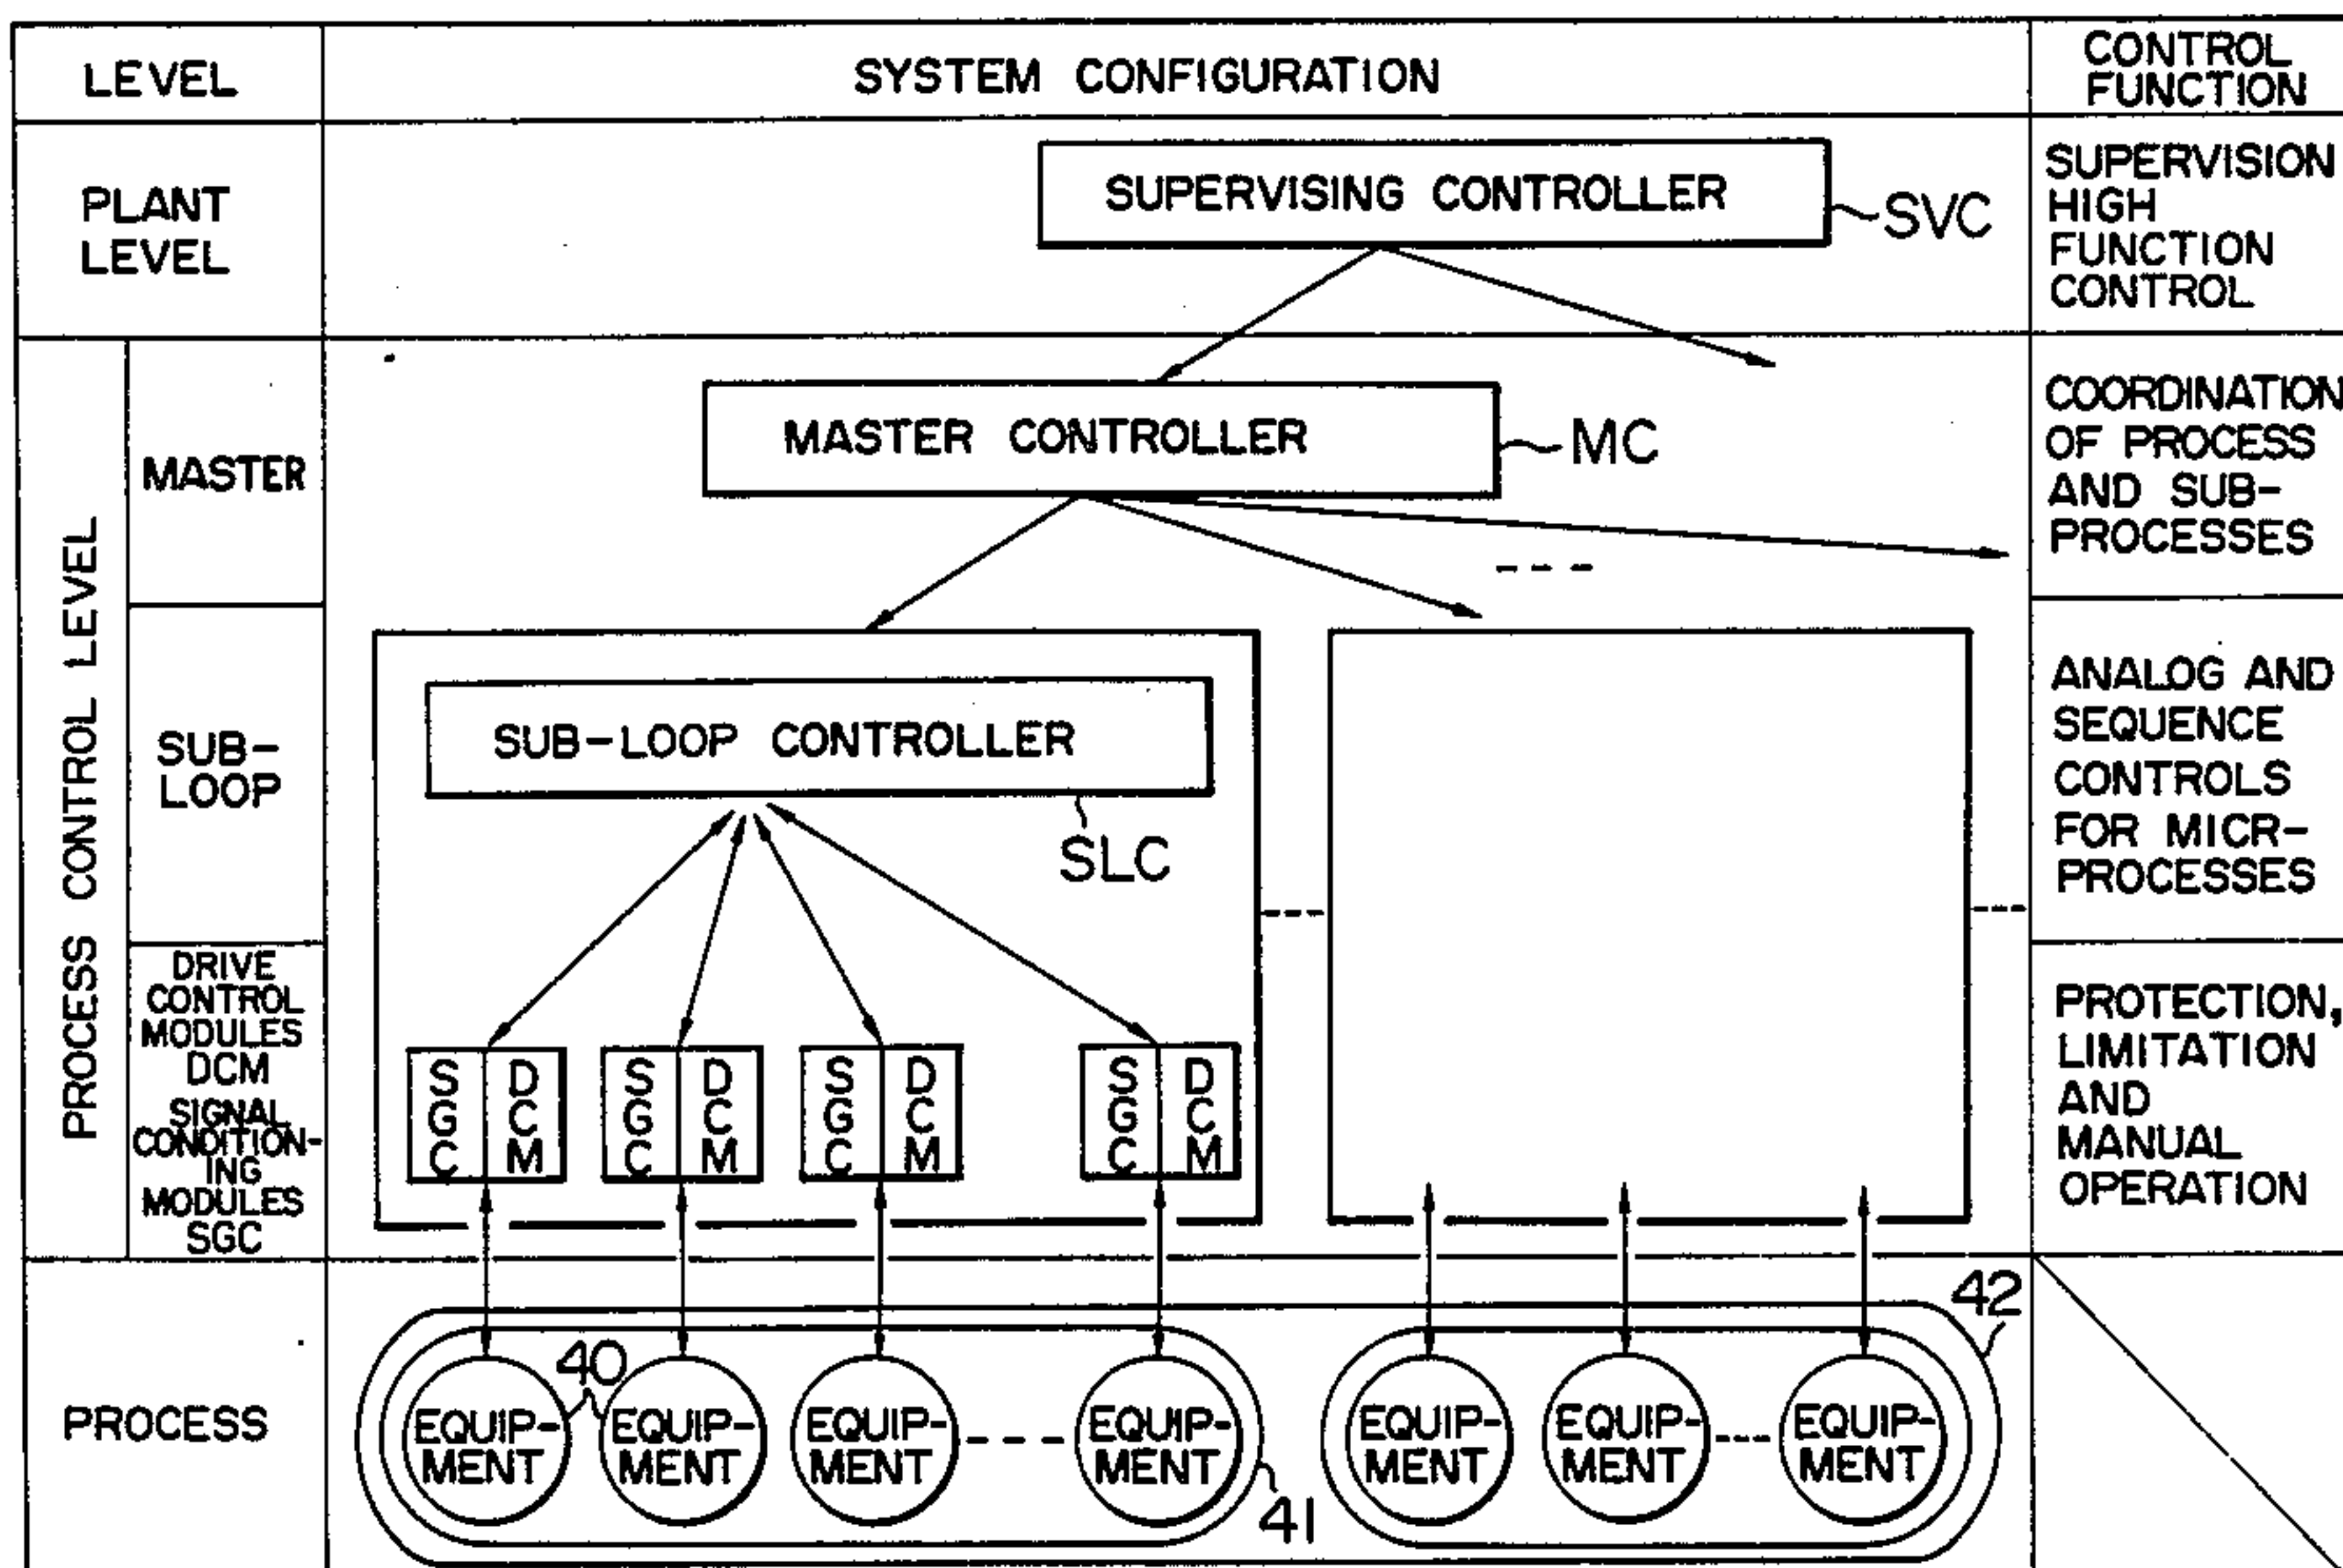 LEVEL
SYSTEM CONFIGURATION
CONTROL
FUNCTION
PLANT
LEVEL
SUPERVISING CONTROLLER
SVC
SUPERVISION
HIGH
FUNCTION
CONTROL
PROCESS CONTROL LEVEL
MASTER
MASTER CONTROLLER
MC
COORDINATION
OF PROCESS
AND SUB-
PROCESSES
SUB-
LOOP
SUB-LOOP CONTROLLER
SLC
ANALOG AND
SEQUENCE
CONTROLS
FOR MICR-
PROCESSES
DRIVE
CONTROL
MODULES
DCM
SIGNAL
CONDITION-
ING
MODULES
SGC
SGC
DCM
SGC
DCM
SGC
DCM
SGC
DCM
PROTECTION,
LIMITATION
AND
MANUAL
OPERATION
PROCESS
40
41
42
EQUIP-
MENT
EQUIP-
MENT
EQUIP-
MENT
EQUIP-
MENT
EQUIP-
MENT
EQUIP-
MENT
EQUIP-
MENT